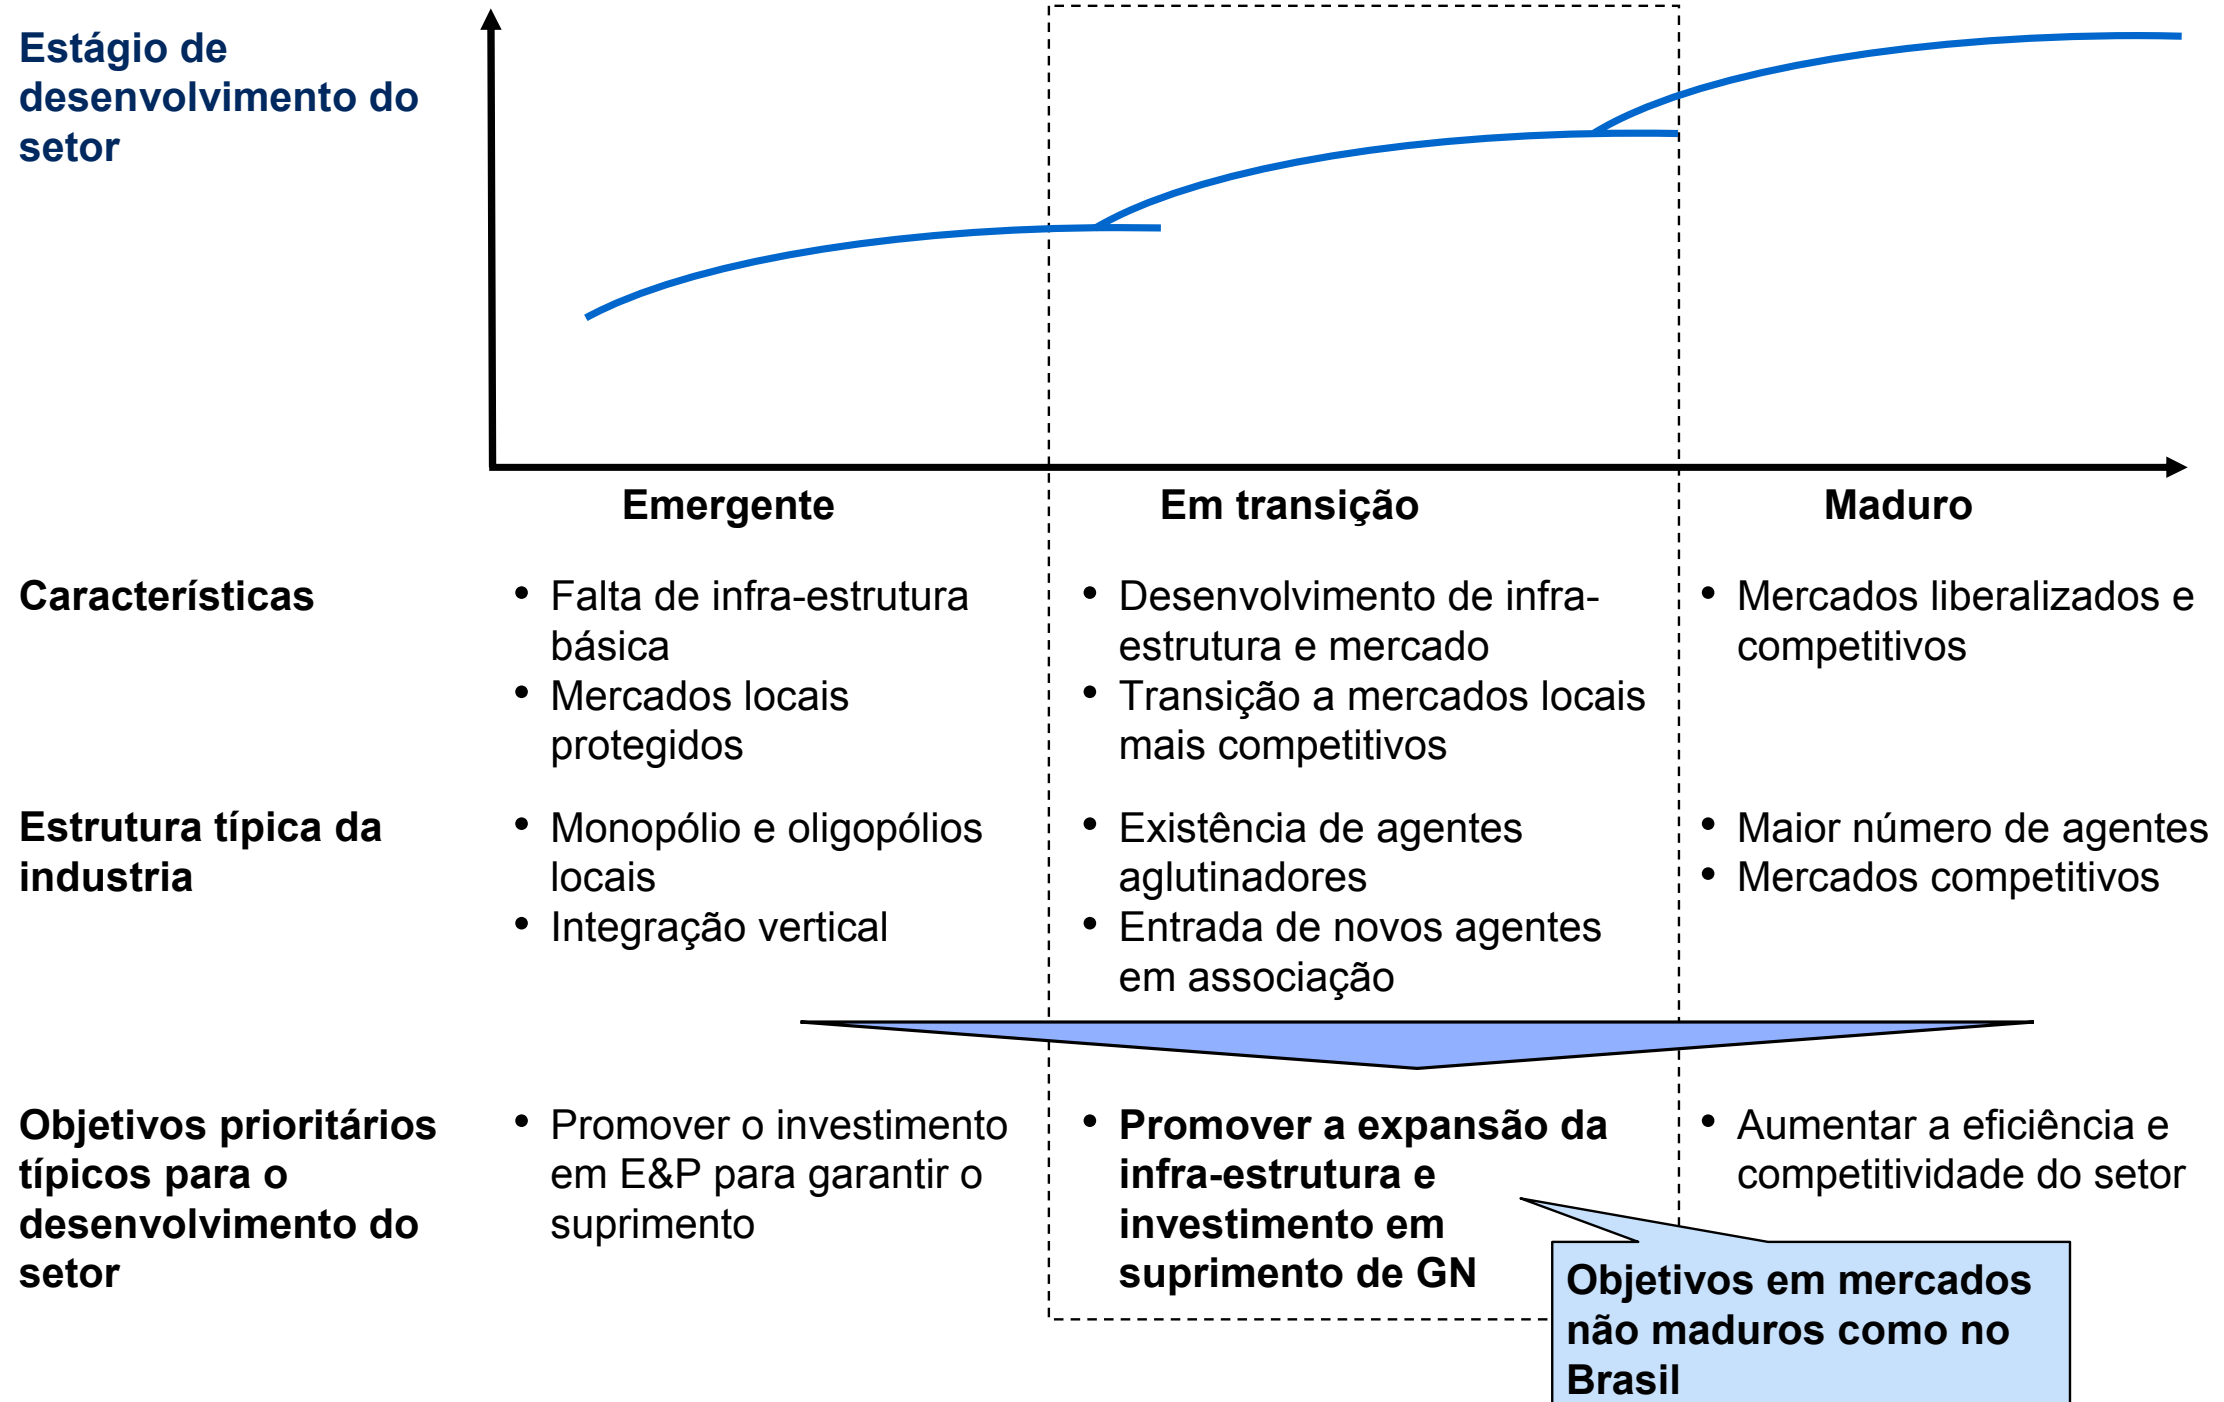 Estágio de
desenvolvimento do
setor
Emergente
Em transição
Maduro
Características
• Falta de infra-estrutura
básica
• Mercados locais
protegidos
• Desenvolvimento de infra-
estrutura e mercado
• Transição a mercados locais
mais competitivos
• Mercados liberalizados e
competitivos
Estrutura típica da
industria
• Monopólio e oligopólios
locais
• Integração vertical
• Existência de agentes
aglutinadores
• Entrada de novos agentes
em associação
• Maior número de agentes
• Mercados competitivos
Objetivos prioritários
típicos para o
desenvolvimento do
setor
• Promover o investimento
em E&P para garantir o
suprimento
• Promover a expansão da
infra-estrutura e
investimento em
suprimento de GN
• Aumentar a eficiência e
competitividade do setor
Objetivos em mercados
não maduros como no
Brasil